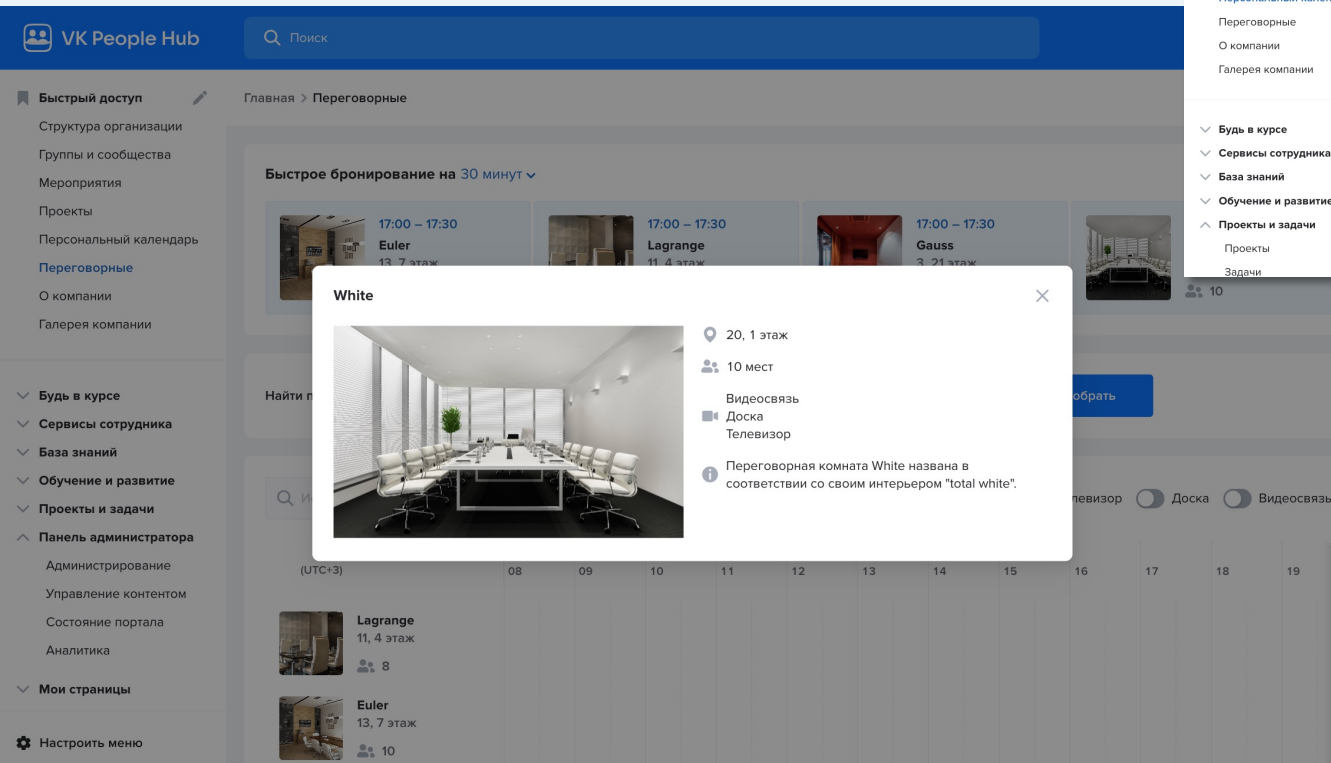 VK People Hub
Поиск
Переговорные
О компании
Галерея компании
Будь в курсе
Сервисы сотрудника
База знаний
Обучение и развитие
Проекты и задачи
Проекты
Задачи
Быстрый доступ
Структура организации
Группы и сообщества
Мероприятия
Проекты
Персональный календарь
Переговорные
О компании
Галерея компании
Будь в курсе
Сервисы сотрудника
База знаний
Обучение и развитие
Проекты и задачи
Панель администратора
Администрирование
Управление контентом
Состояние портала
Аналитика
Мои страницы
Настроить меню
Главная > Переговорные
Быстрое бронирование на 30 минут
17:00 – 17:30
Euler
13, 7 этаж
17:00 – 17:30
Lagrange
11, 4 этаж
17:00 – 17:30
Gauss
3, 21 этаж
10
White
20, 1 этаж
10 мест
Видеосвязь
Доска
Телевизор
Переговорная комната White названа в
соответствии со своим интерьером "total white".
Найти
Доска Видеосвязь
(UTC+3) 08 09 10 11 12 13 14 15 16 17 18 19
Lagrange
11, 4 этаж
8
Euler
13, 7 этаж
10